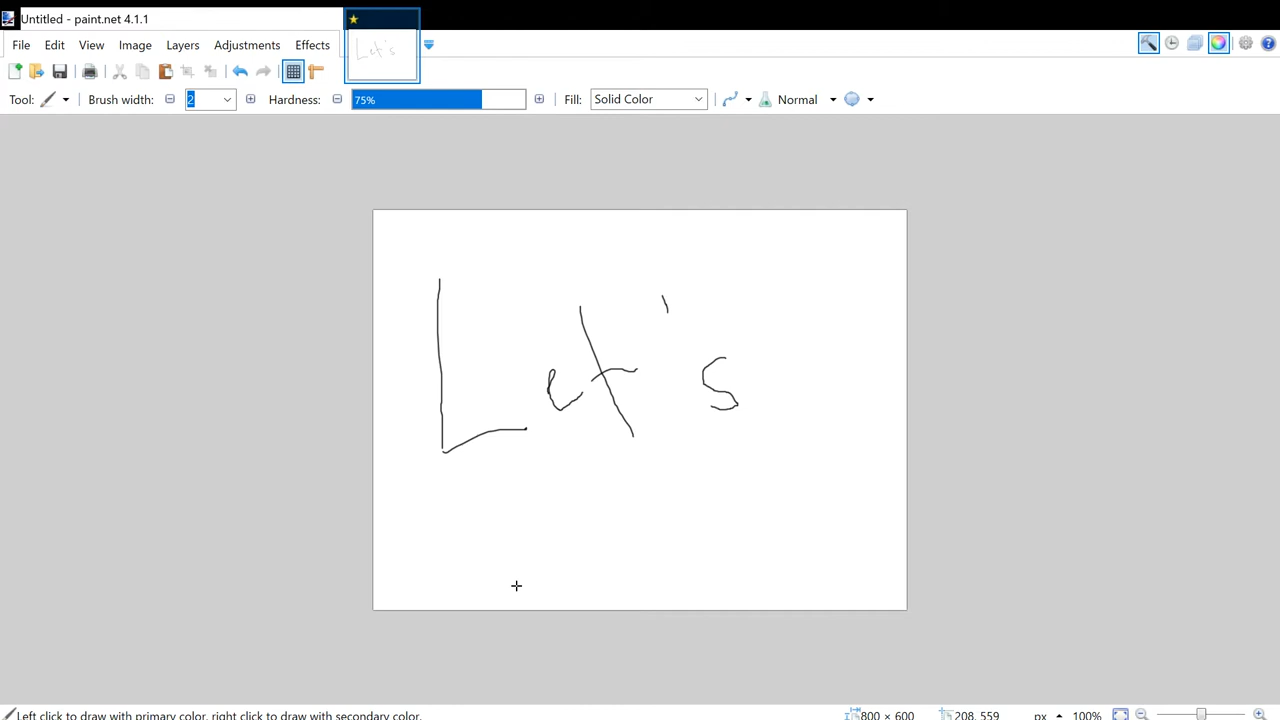 Untitled - paint.net 4.1.1
File Edit View Image Layers Adjustments Effects
Tool: Brush width: 2 Hardness: 75% Fill: Solid Color Normal
Let's
Let's
Left click to draw with primary color, right click to draw with secondary color. 800 × 600 208, 559 px 100%